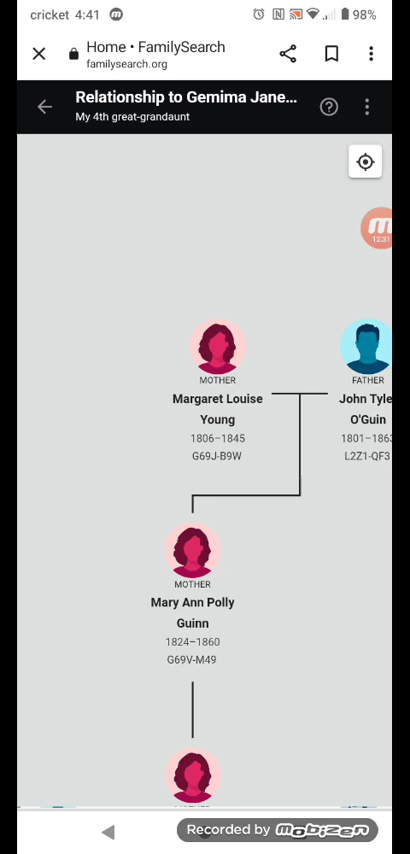 cricket 4:41 98%
Home • FamilySearch
familysearch.org
Relationship to Gemima Jane...
My 4th great-grandaunt
12:31
MOTHER
Margaret Louise
Young
1806–1845
G69J-B9W
FATHER
John Tyle
O'Guin
1801–186
L2Z1-QF3
MOTHER
Mary Ann Polly
Guinn
1824–1860
G69V-M49
Recorded by mobizen